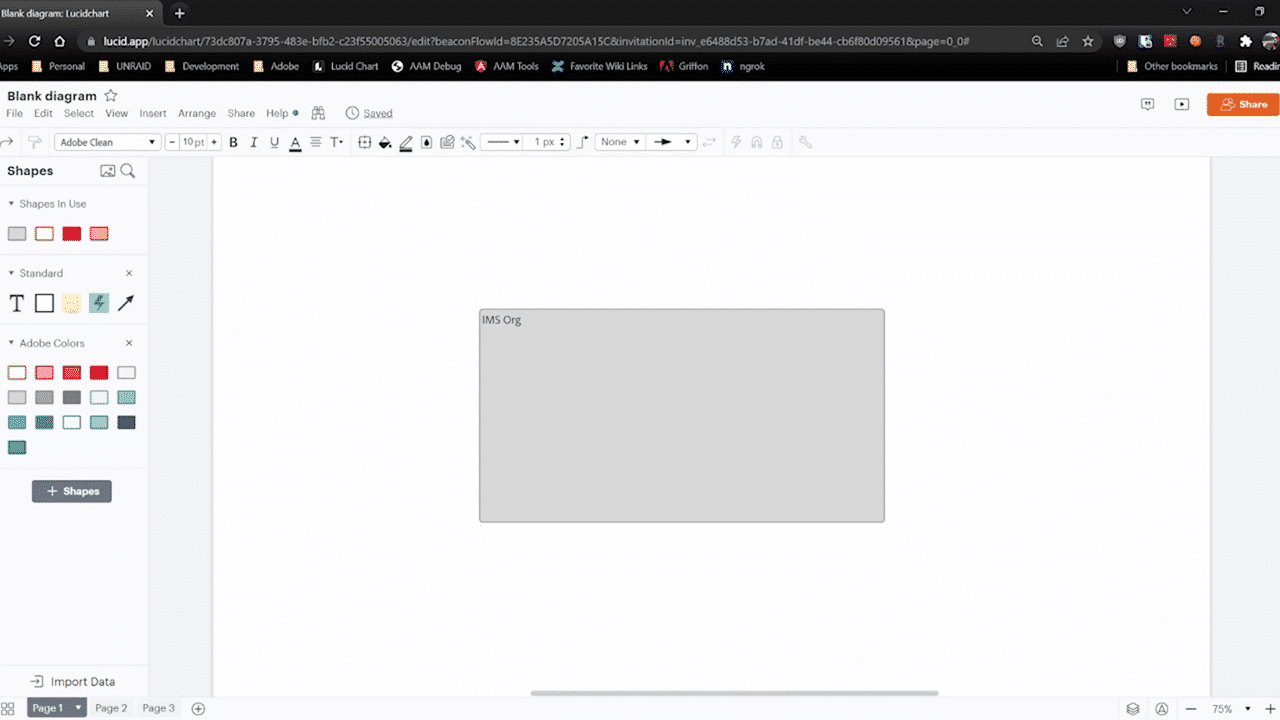 Blank diagram: Lucidchart
lucid.app/lucidchart/73dc807a-3795-483e-bfb2-c23f55005063/edit?beaconFlowId=8E235A5D7205A15C&invitationId=inv_e6488d53-b7ad-41df-be44-cb6f80d09561&page=0_0#
Apps Personal UNRAID Development Adobe Lucid Chart AAM Debug AAM Tools Favorite Wiki Links Griffon ngrok Other bookmarks Readin
Blank diagram
File Edit Select View Insert Arrange Share Help Saved
Share
Adobe Clean 10 pt B I U A T 1 px None
Shapes
Shapes In Use
Standard
T
Adobe Colors
+ Shapes
IMS Org
Import Data
Page 1 Page 2 Page 3 75%